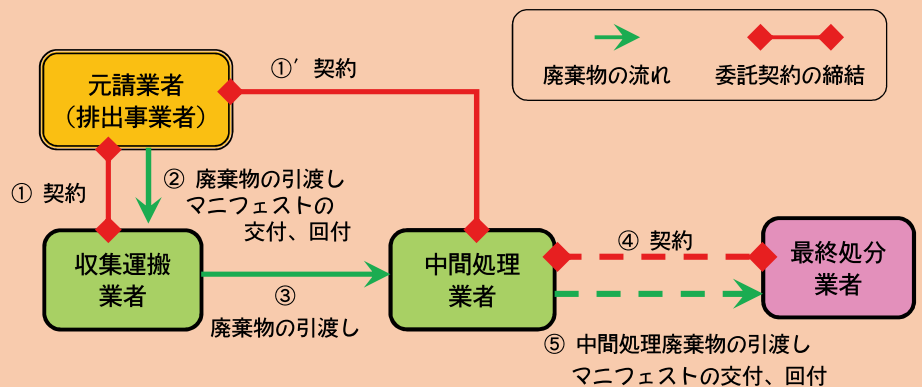 ①′ 契約
廃棄物の流れ
委託契約の締結
元請業者
（排出事業者）
① 契約
② 廃棄物の引渡し
マニフェストの
交付、回付
収集運搬
業者
③
廃棄物の引渡し
中間処理
業者
④ 契約
最終処分
業者
⑤ 中間処理廃棄物の引渡し
マニフェストの交付、回付